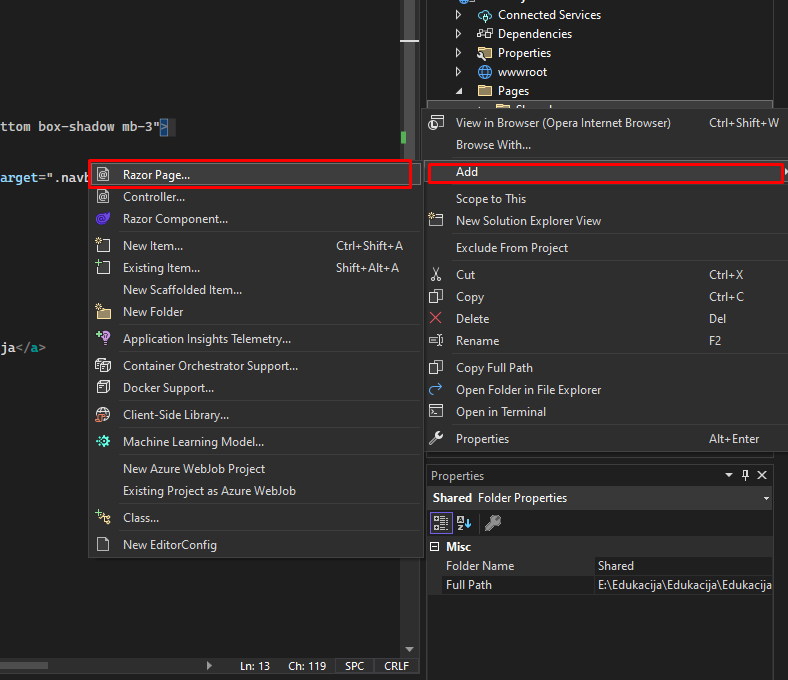 Connected Services
Dependencies
Properties
wwwroot
Pages
ttom box-shadow mb-3">
arget=".navb
ja</a>
View in Browser (Opera Internet Browser) Ctrl+Shift+W
Browse With...
Add
Scope to This
New Solution Explorer View
Exclude From Project
Cut Ctrl+X
Copy Ctrl+C
Delete Del
Rename F2
Copy Full Path
Open Folder in File Explorer
Open in Terminal
Properties Alt+Enter
Razor Page...
Controller...
Razor Component...
New Item... Ctrl+Shift+A
Existing Item... Shift+Alt+A
New Scaffolded Item...
New Folder
Application Insights Telemetry...
Container Orchestrator Support...
Docker Support...
Client-Side Library...
Machine Learning Model...
New Azure WebJob Project
Existing Project as Azure WebJob
Class...
New EditorConfig
Properties
Shared Folder Properties
Misc
Folder Name Shared
Full Path E:\Edukacija\Edukacija\Edukacija
Ln: 13 Ch: 119 SPC CRLF